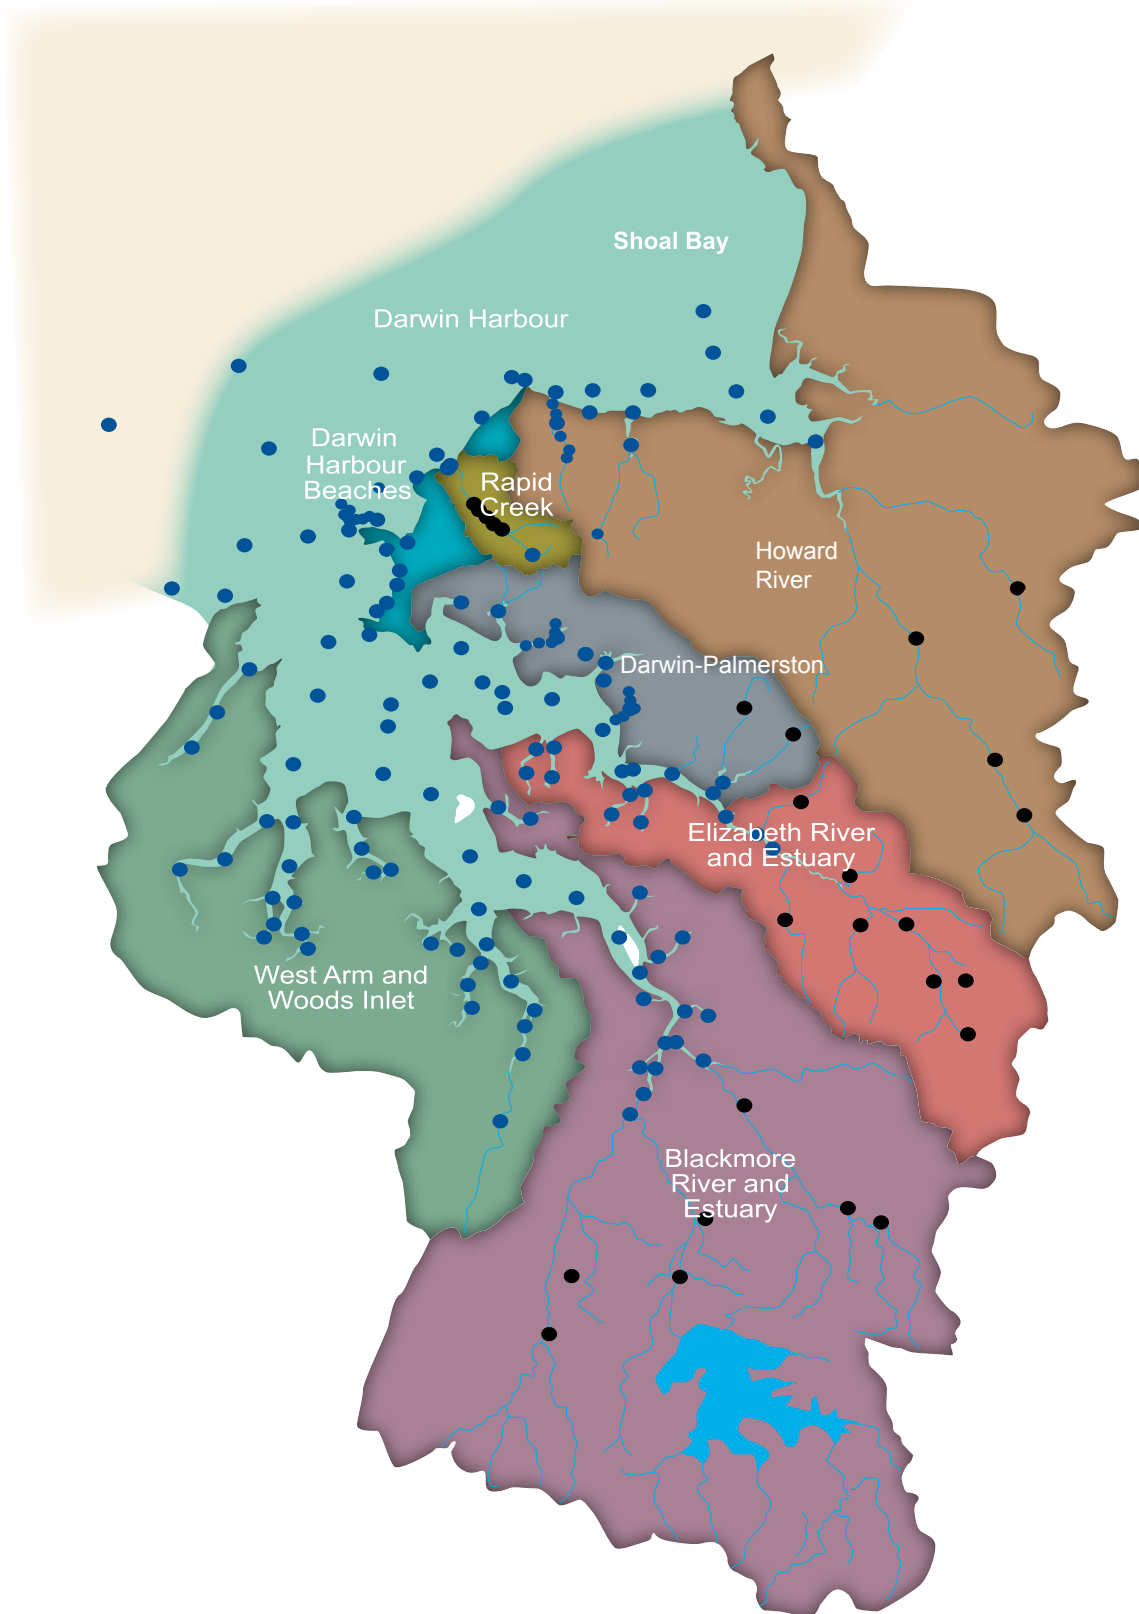 Shoal Bay
Darwin Harbour
Darwin
Harbour
Beaches
Rapid
Creek
Howard
River
Darwin-Palmerston
Elizabeth River
and Estuary
West Arm and
Woods Inlet
Blackmore
River and
Estuary